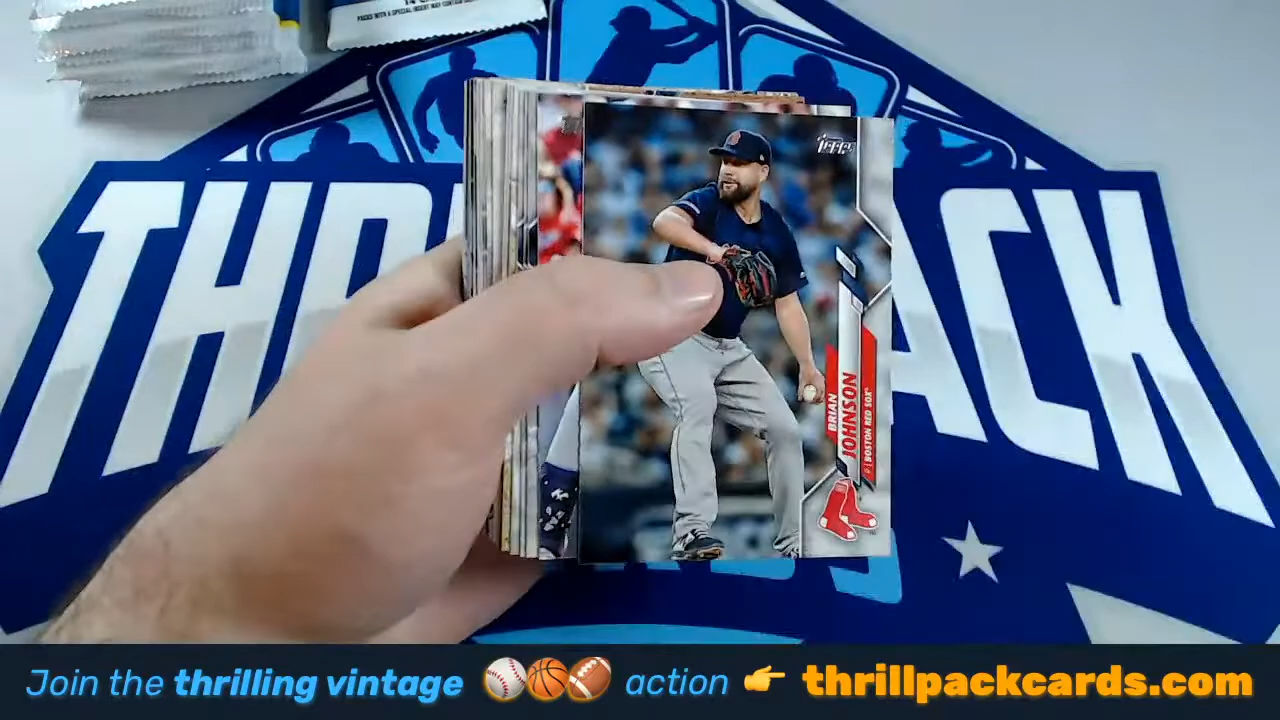 TOPPS
BRIAN
JOHNSON
P | BOSTON RED SOX
THR
ACK
Join the thrilling vintage action thrillpackcards.com